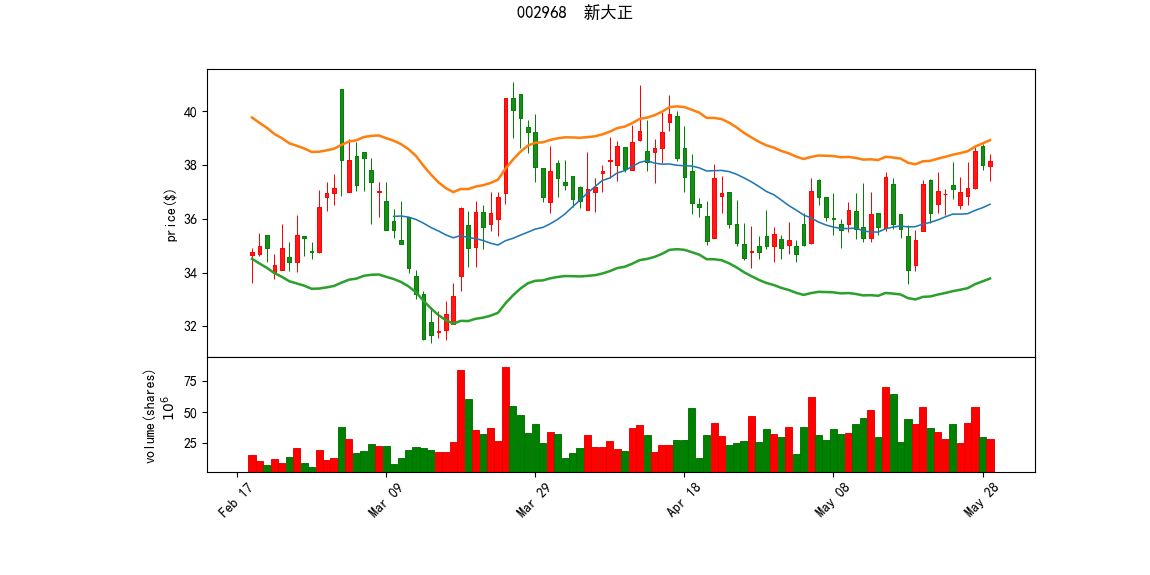 002968 新大正
price($)
40
38
36
34
32
volume(shares)
10^6
75
50
25
Feb 17
Mar 09
Mar 29
Apr 18
May 08
May 28